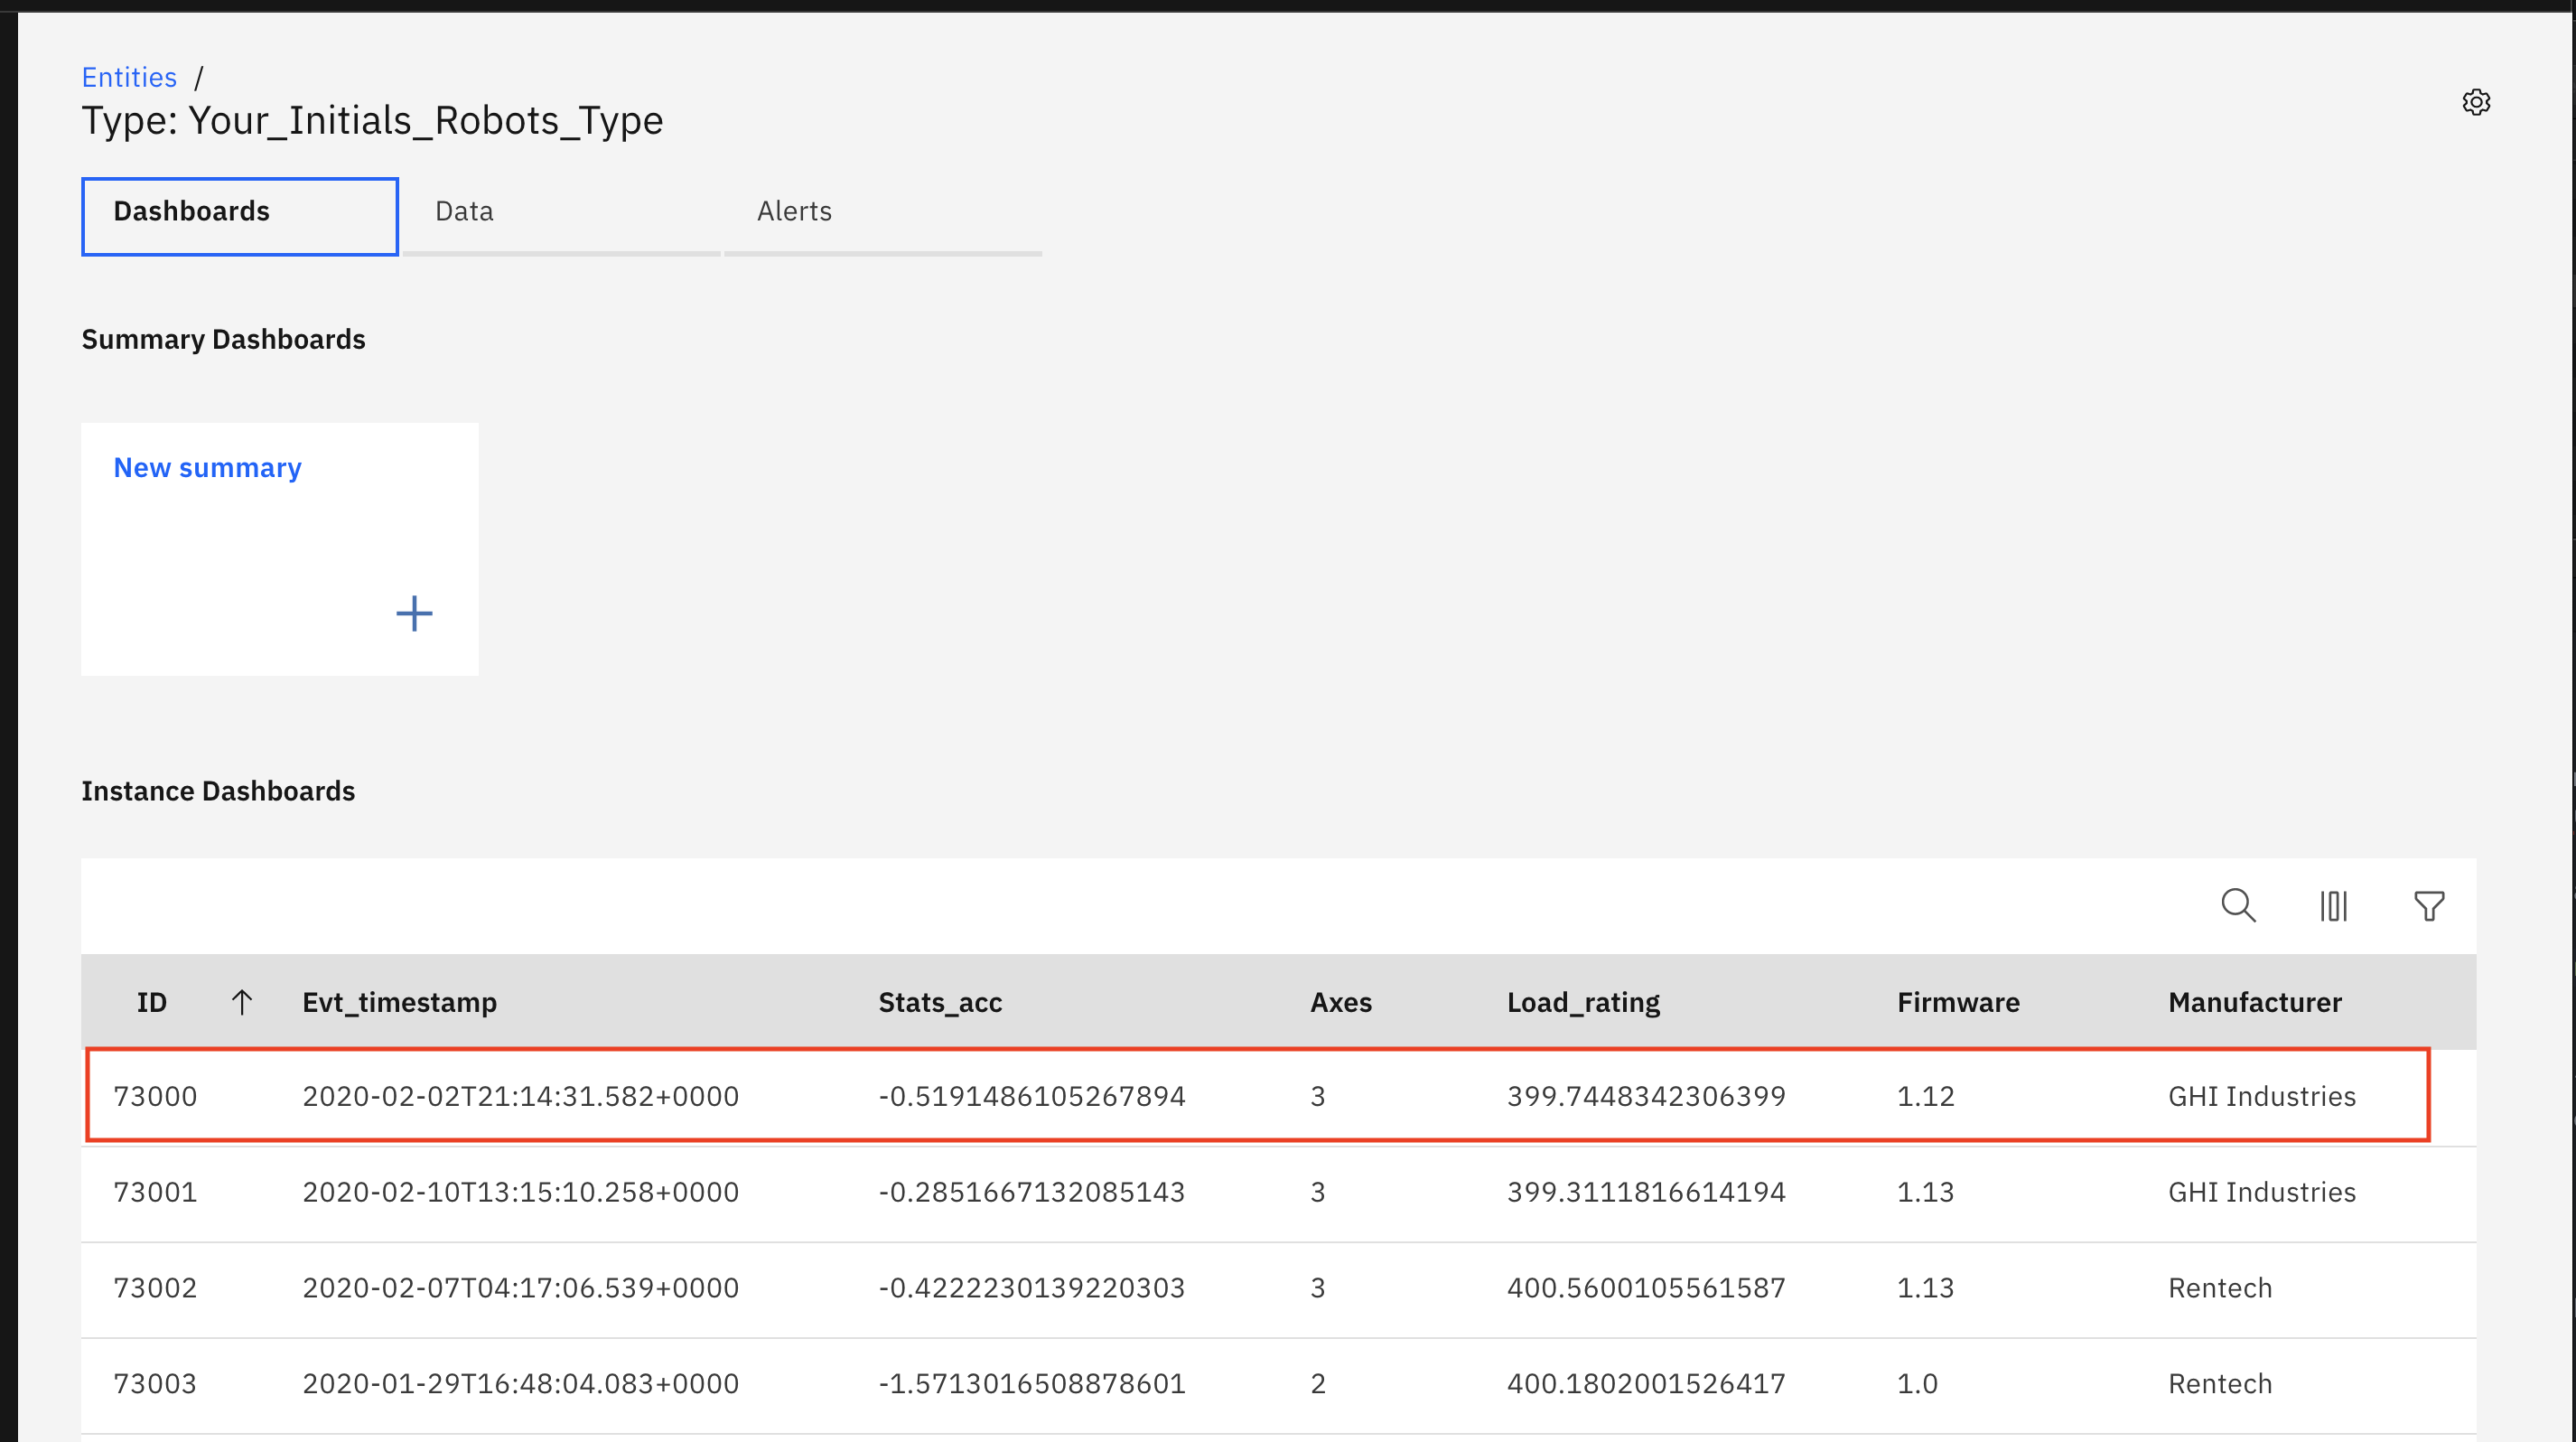 Entities /
Type: Your_Initials_Robots_Type
Dashboards Data Alerts
Summary Dashboards
New summary
Instance Dashboards
ID Evt_timestamp Stats_acc Axes Load_rating Firmware Manufacturer
73000 2020-02-02T21:14:31.582+0000 -0.5191486105267894 3 399.7448342306399 1.12 GHI Industries
73001 2020-02-10T13:15:10.258+0000 -0.2851667132085143 3 399.3111816614194 1.13 GHI Industries
73002 2020-02-07T04:17:06.539+0000 -0.4222230139220303 3 400.5600105561587 1.13 Rentech
73003 2020-01-29T16:48:04.083+0000 -1.5713016508878601 2 400.1802001526417 1.0 Rentech